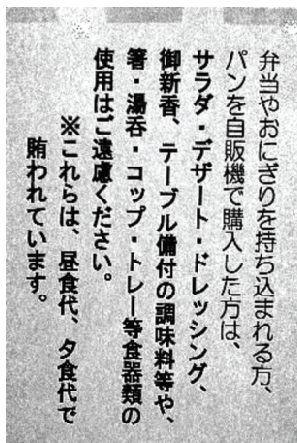 弁当やおにぎりを持ち込まれる方、
パンを自販機で購入した方は、
サラダ・デザート・ドレッシング、
御新香、テーブル備付の調味料等や、
箸・湯呑・コップ・トレー等食器類の
使用はご遠慮ください。
※これらは、昼食代、夕食代で
賄われています。